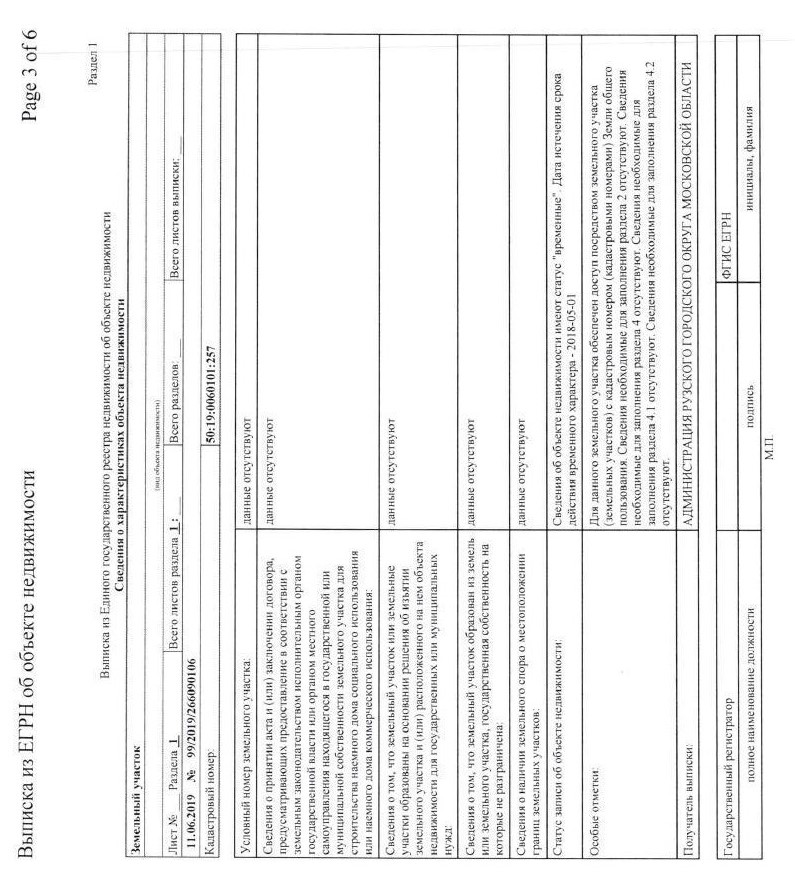 Выписка из ЕГРН об объекте недвижимости
Page 3 of 6
Раздел 1
Выписка из Единого государственного реестра недвижимости об объекте недвижимости
Сведения о характеристиках объекта недвижимости
Земельный участок
(вид объекта недвижимости)
Лист № ___ Раздела 1
Всего листов раздела 1 : ___
Всего разделов: ___
Всего листов выписки: ___
11.06.2019 № 99/2019/266090106
Кадастровый номер:
50:19:0060101:257
Условный номер земельного участка:
данные отсутствуют
Сведения о принятии акта и (или) заключении договора,
предусматривающих предоставление в соответствии с
земельным законодательством исполнительным органом
государственной власти или органом местного
самоуправления находящегося в государственной или
муниципальной собственности земельного участка для
строительства наемного дома социального использования
или наемного дома коммерческого использования:
данные отсутствуют
Сведения о том, что земельный участок или земельные
участки образованы на основании решения об изъятии
земельного участка и (или) расположенного на нем объекта
недвижимости для государственных или муниципальных
нужд:
данные отсутствуют
Сведения о том, что земельный участок образован из земель
или земельного участка, государственная собственность на
которые не разграничена:
данные отсутствуют
Сведения о наличии земельного спора о местоположении
границ земельных участков:
данные отсутствуют
Статус записи об объекте недвижимости:
Сведения об объекте недвижимости имеют статус "временные". Дата истечения срока
действия временного характера - 2018-05-01
Особые отметки:
Для данного земельного участка обеспечен доступ посредством земельного участка
(земельных участков) с кадастровым номером (кадастровыми номерами) Земли общего
пользования. Сведения необходимые для заполнения раздела 2 отсутствуют. Сведения
необходимые для заполнения раздела 4 отсутствуют. Сведения необходимые для
заполнения раздела 4.1 отсутствуют. Сведения необходимые для заполнения раздела 4.2
отсутствуют.
Получатель выписки:
АДМИНИСТРАЦИЯ РУЗСКОГО ГОРОДСКОГО ОКРУГА МОСКОВСКОЙ ОБЛАСТИ
Государственный регистратор
ФГИС ЕГРН
полное наименование должности
подпись
инициалы, фамилия
М.П.